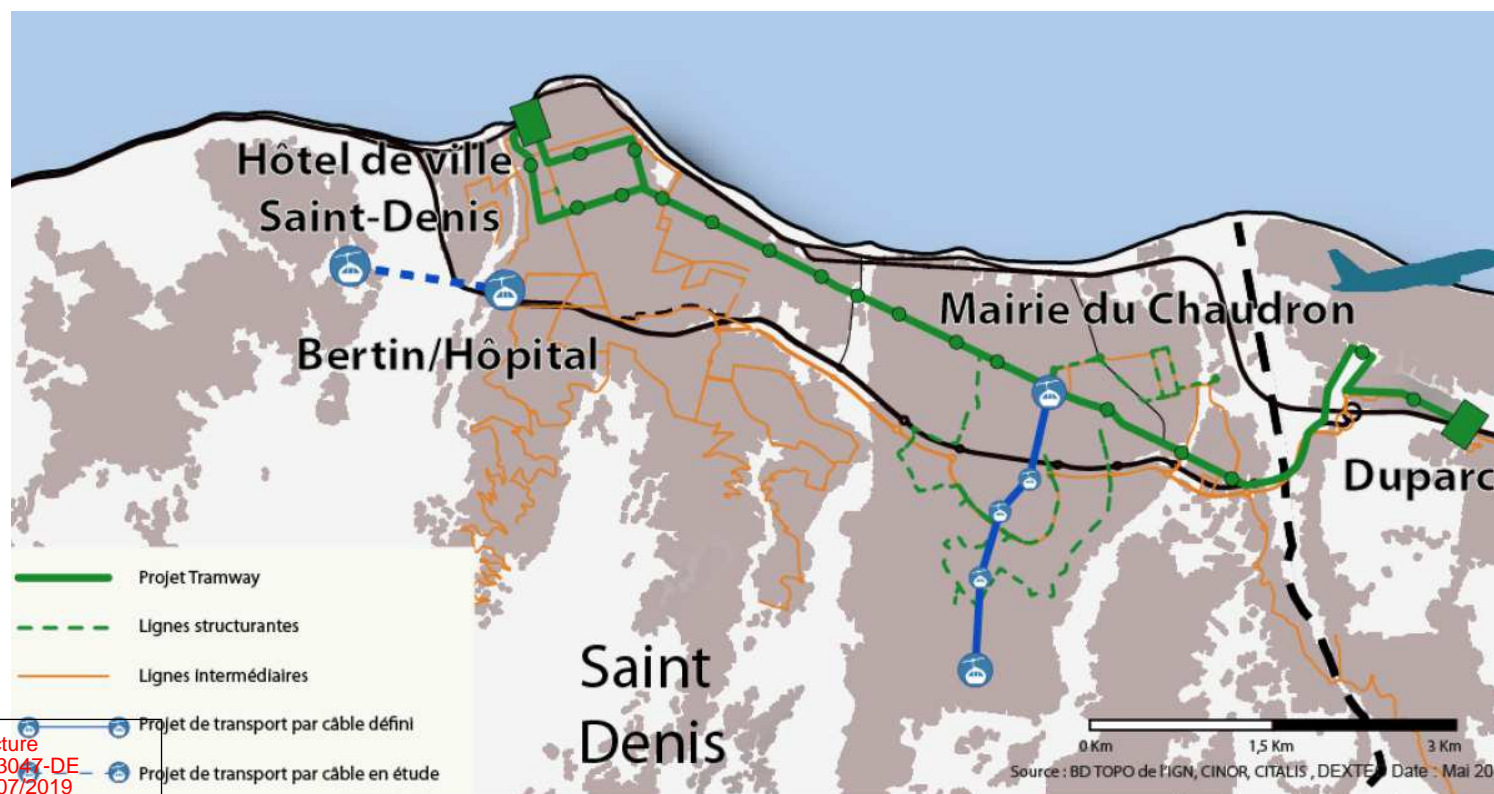 Hôtel de ville
Saint-Denis
Bertin/Hôpital
Mairie du Chaudron
Duparc
Saint
Denis
Projet Tramway
Lignes structurantes
Lignes intermédiaires
Projet de transport par câble défini
Projet de transport par câble en étude
0 Km 1,5 Km 3 Km
Source : BD TOPO de l'IGN, CINOR, CITALIS , Date : Mai
07/2019